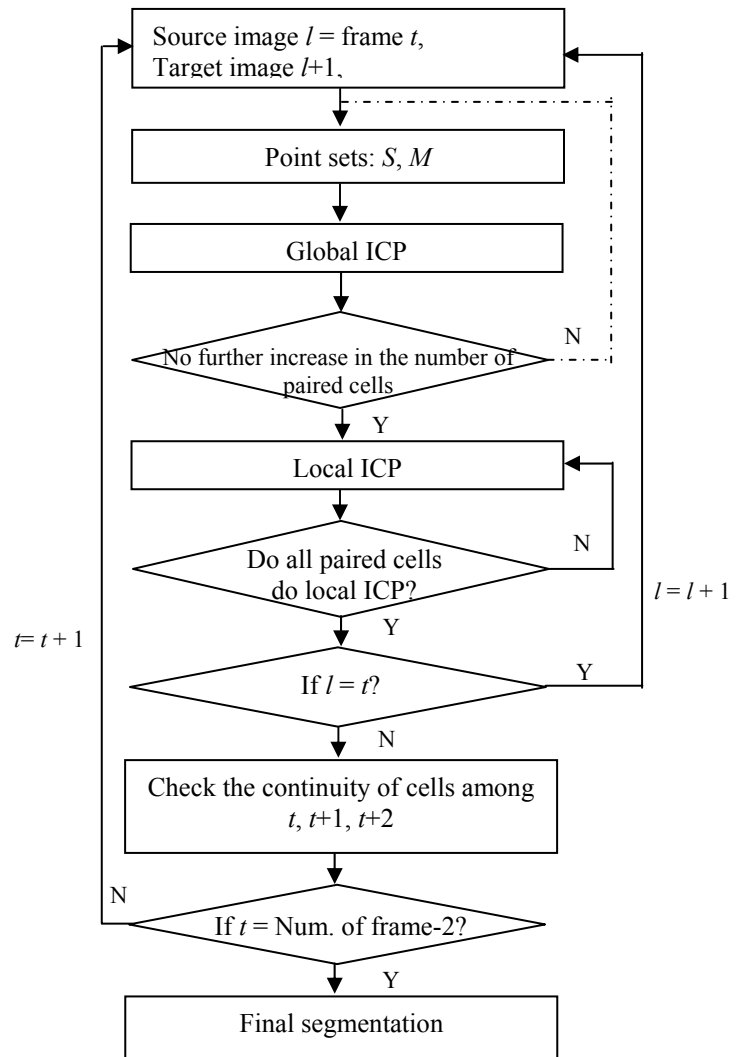 Source image l = frame t,
Target image l+1,
Point sets: S, M
Global ICP
No further increase in the number of
paired cells
N
Y
Local ICP
Do all paired cells
do local ICP?
N
l = l + 1
Y
t= t + 1
If l = t?
Y
N
Check the continuity of cells among
t, t+1, t+2
N
If t = Num. of frame-2?
Y
Final segmentation